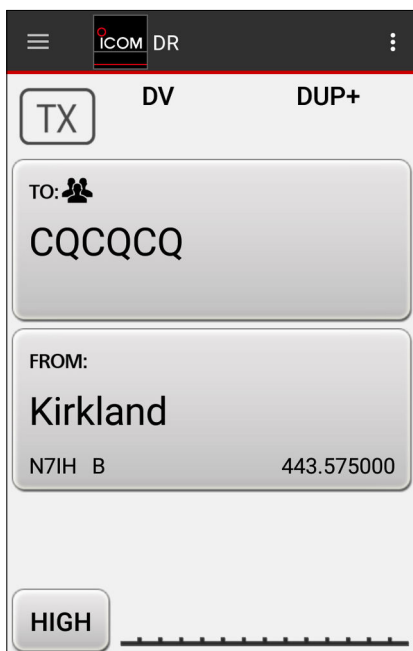 ICOM DR
TX DV DUP+
TO:
CQCQCQ
FROM:
Kirkland
N7IH B 443.575000
HIGH